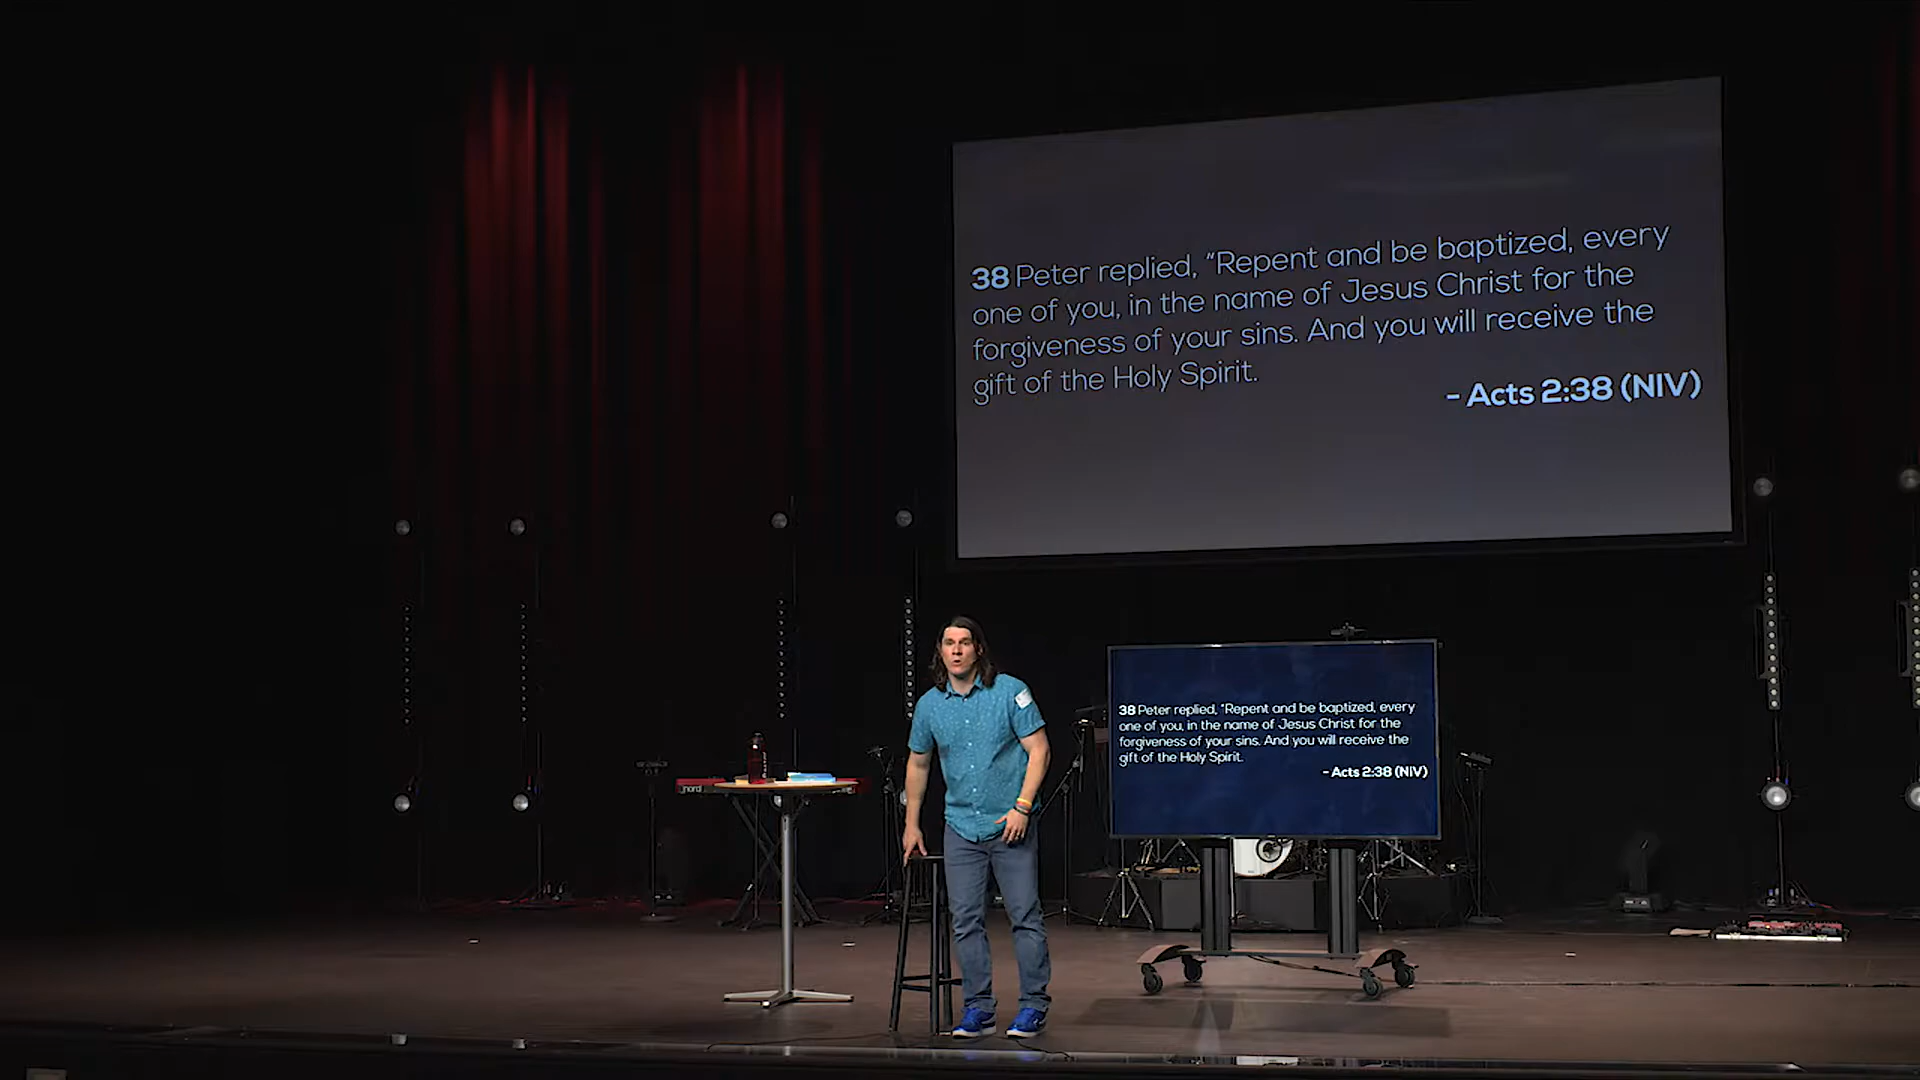 38 Peter replied, “Repent and be baptized, every
one of you, in the name of Jesus Christ for the
forgiveness of your sins. And you will receive the
gift of the Holy Spirit.
- Acts 2:38 (NIV)
38 Peter replied, “Repent and be baptized, every
one of you, in the name of Jesus Christ for the
forgiveness of your sins. And you will receive the
gift of the Holy Spirit.
- Acts 2:38 (NIV)
nord